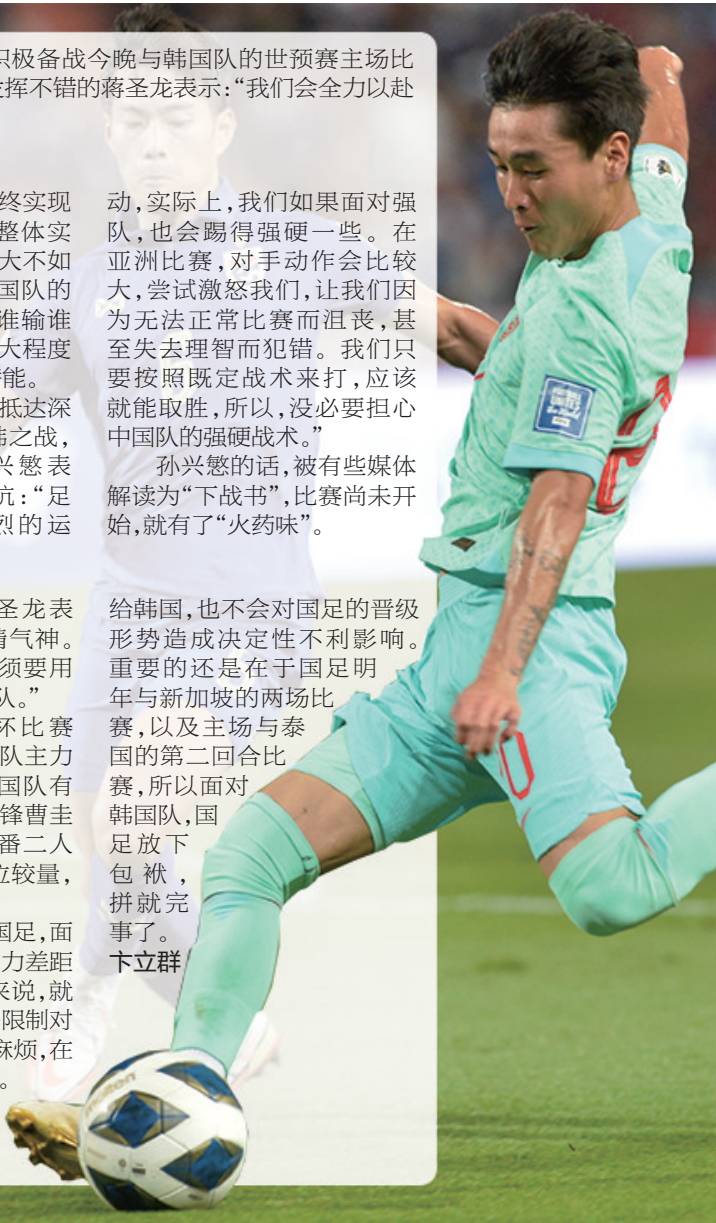 积极备战今晚与韩国队的世预赛主场比
发挥不错的蒋圣龙表示:“我们会全力以赴
终实现
整体实
大不如
国队的
谁输谁
大程度
能。
抵达深
韩之战,
兴慜表
抗:“足
烈的运
动,实际上,我们如果面对强
队,也会踢得强硬一些。在
亚洲比赛,对手动作会比较
大,尝试激怒我们,让我们因
为无法正常比赛而沮丧,甚
至失去理智而犯错。我们只
要按照既定战术来打,应该
就能取胜,所以,没必要担心
中国队的强硬战术。”
孙兴慜的话,被有些媒体
解读为“下战书”,比赛尚未开
始,就有了“火药味”。
圣龙表
精气神。
须要用
队。”
环比赛
队主力
国队有
锋曹圭
番二人
位较量,
国足,面
力差距
来说,就
限制对
麻烦,在
。
给韩国,也不会对国足的晋级
形势造成决定性不利影响。
重要的还是在于国足明
年与新加坡的两场比
赛,以及主场与泰
国的第二回合比
赛,所以面对
韩国队,国
足放下
包袱,
拼就完
事了。
卞立群
FOOTBALL
UNITES
the World
molten